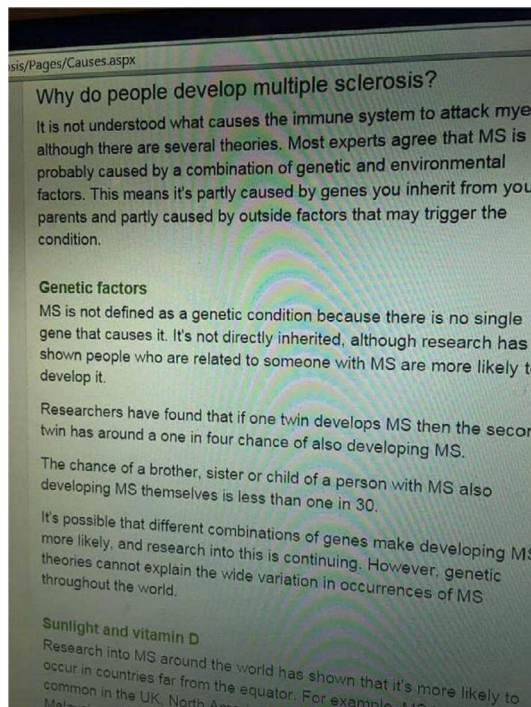 sis/Pages/Causes.aspx
Why do people develop multiple sclerosis?
It is not understood what causes the immune system to attack mye
although there are several theories. Most experts agree that MS is
probably caused by a combination of genetic and environmental
factors. This means it's partly caused by genes you inherit from you
parents and partly caused by outside factors that may trigger the
condition.
Genetic factors
MS is not defined as a genetic condition because there is no single
gene that causes it. It's not directly inherited, although research has
shown people who are related to someone with MS are more likely t
develop it.
Researchers have found that if one twin develops MS then the secon
twin has around a one in four chance of also developing MS.
The chance of a brother, sister or child of a person with MS also
developing MS themselves is less than one in 30.
It's possible that different combinations of genes make developing MS
more likely, and research into this is continuing. However, genetic
theories cannot explain the wide variation in occurrences of MS
throughout the world.
Sunlight and vitamin D
Research into MS around the world has shown that it's more likely to
occur in countries far from the equator. For example, MS
common in the UK, North